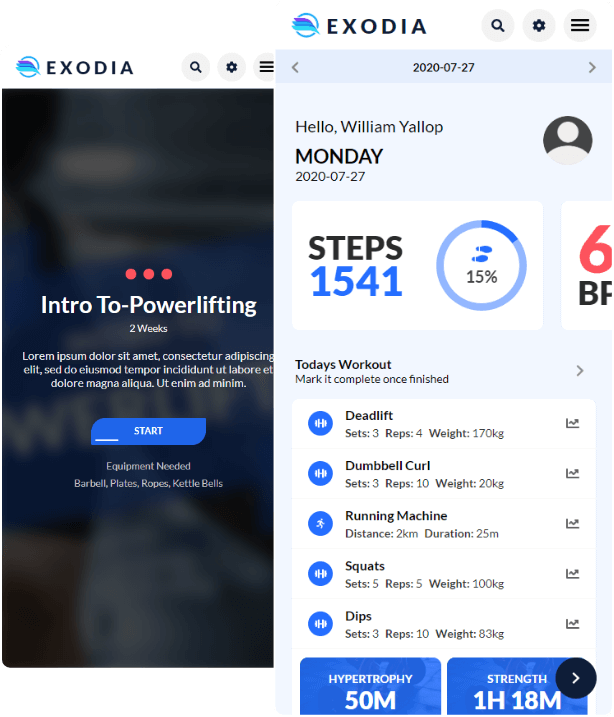 EXODIA
Intro To-Powerlifting
2 Weeks
Lorem ipsum dolor sit amet, consectetur adipiscing
elit, sed do eiusmod tempor incididunt ut labore et
dolore magna aliqua. Ut enim ad minim.
START
Equipment Needed
Barbell, Plates, Ropes, Kettle Bells
EXODIA
2020-07-27
Hello, William Yallop
MONDAY
2020-07-27
STEPS
1541
15%
6
BP
Todays Workout
Mark it complete once finished
Deadlift
Sets: 3 Reps: 4 Weight: 170kg
Dumbbell Curl
Sets: 3 Reps: 10 Weight: 20kg
Running Machine
Distance: 2km Duration: 25m
Squats
Sets: 5 Reps: 5 Weight: 100kg
Dips
Sets: 3 Reps: 10 Weight: 83kg
HYPERTROPHY
50M
STRENGTH
1H 18M